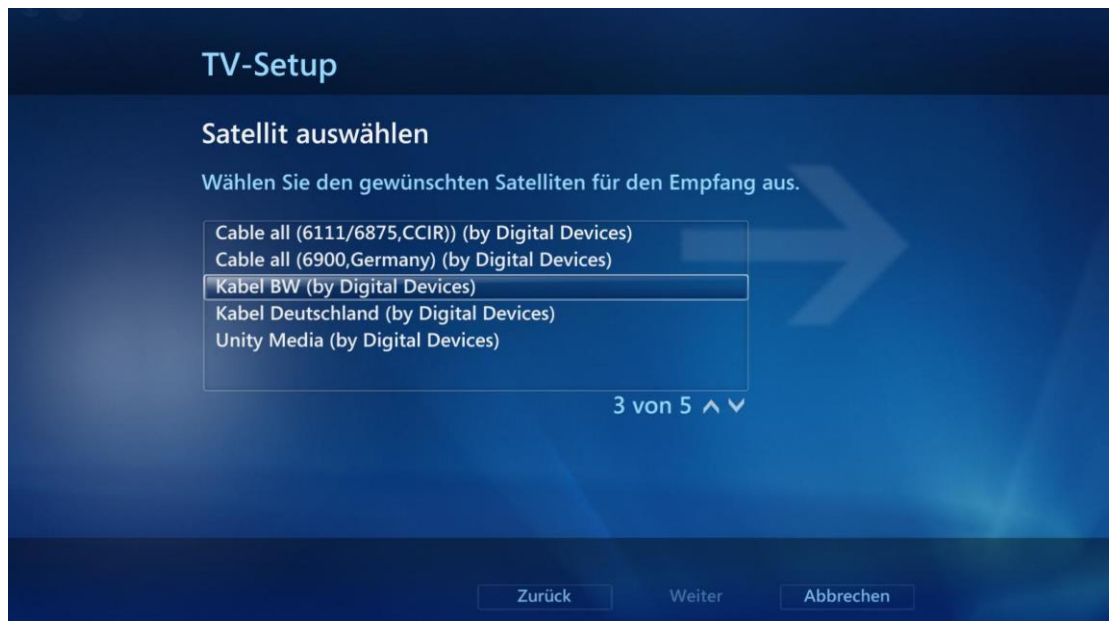 TV-Setup
Satellit auswählen
Wählen Sie den gewünschten Satelliten für den Empfang aus.
Cable all (6111/6875,CCIR)) (by Digital Devices)
Cable all (6900,Germany) (by Digital Devices)
Kabel BW (by Digital Devices)
Kabel Deutschland (by Digital Devices)
Unity Media (by Digital Devices)
3 von 5
Zurück Weiter Abbrechen